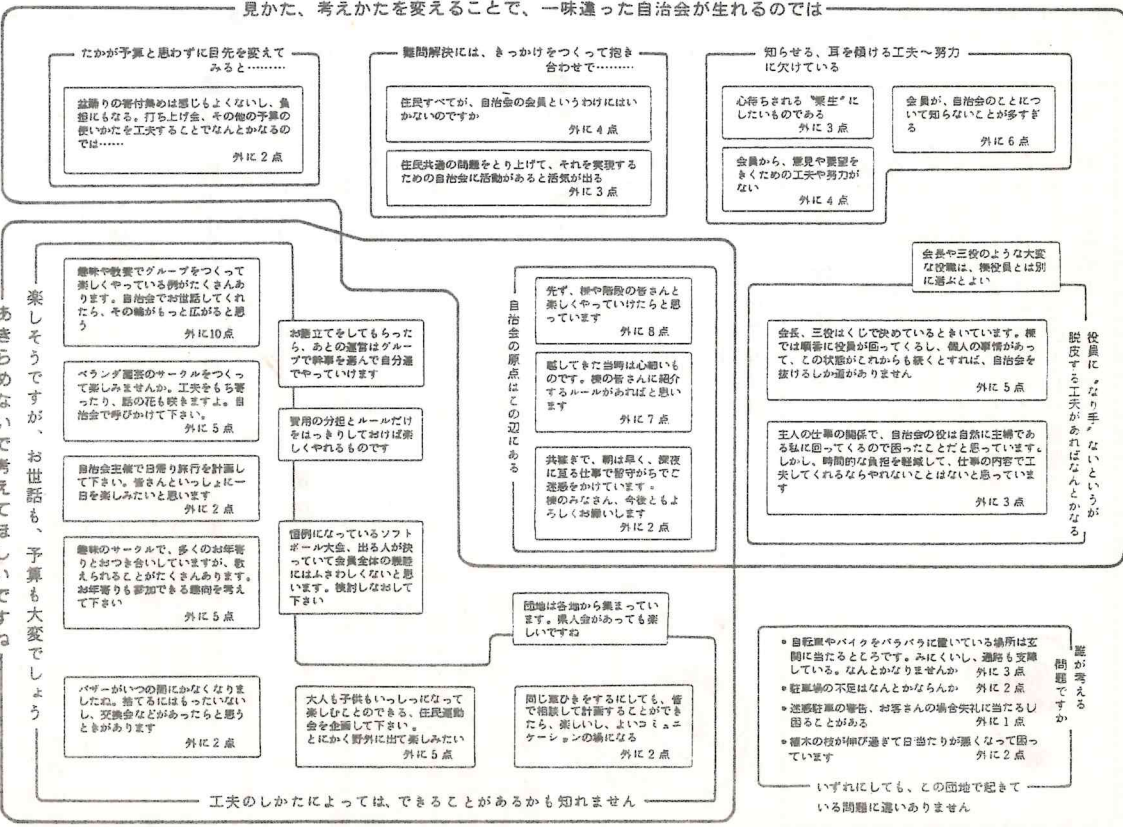 見かた、考えかたを変えることで、一味違った自治会が生れるのでは
たかが予算と思わずに目先を変えて
みると………
盆踊りの寄付集めは感じもよくないし、負
担にもなる。打ち上げ会、その他の予算の
使いかたを工夫することでなんとかなるの
では……
外に2点
難問解決には、きっかけをつくって抱き
合わせで………
住民すべてが、自治会の会員というわけにはい
かないのですか
外に4点
住民共通の問題をとり上げて、それを実現する
ための自治会に活動があると活気が出る
外に3点
知らせる、耳を傾ける工夫～努力
に欠けている
心待ちされる〝粟生〟に
したいものである
外に3点
会員から、意見や要望を
きくための工夫や努力が
ない
外に4点
会員が、自治会のことにつ
いて知らないことが多すぎ
る
外に6点
あきらめないで考えてほしいですね
楽しそうですが、お世話も、予算も大変でしょう
趣味や教養でグループをつくって
楽しくやっている例がたくさんあ
ります。自治会でお世話してくれ
たら、その輪がもっと広がると思
う
外に10点
ベランダ園芸のサークルをつくっ
て楽しみませんか。工夫をもち寄
ったり、話の花も咲きますよ。自
治会で呼びかけて下さい。
外に5点
自治会主催で日帰り旅行を計画し
て下さい。皆さんといっしょに一
日を楽しみたいと思います
外に2点
趣味のサークルで、多くのお年寄
りとおつき合いしていますが、教
えられることがたくさんあります。
お年寄りも参加できる趣向を考え
て下さい
外に5点
バザーがいつの間にかなくなりま
したね。捨てるにはもったいない
し、交換会などがあったらと思う
ときがあります
外に2点
お膳立てをしてもらった
ら、あとの運営はグルー
プで幹事を選んで自分達
でやっていけます
費用の分担とルールだけ
をはっきりしておけば楽
しくやれるものです
恒例になっているソフト
ボール大会、出る人が決
っていて会員全体の親睦
にはふさわしくないと思
います。検討しなおして
下さい
大人も子供もいっしっになって
楽しむことのできる、住民運動
会を企画して下さい。
とにかく野外に出て楽しみたい
外に5点
自治会の原点はこの辺にある
先ず、棟や階段の皆さんと
楽しくやっていけたらと思
っています
外に8点
越してきた当時は心細いも
のです。棟の皆さんに紹介
するルールがあればと思い
ます
外に7点
共稼ぎで、朝は早く、深夜
に亘る仕事で留守がちでご
迷惑をかけています。
棟のみなさん、今後ともよ
ろしくお願いします
外に2点
団地は各地から集まってい
ます。県人会があっても楽
しいですね
同じ草ひきをするにしても、皆
で相談して計画することがで
きたら、楽しいし、よいコミュニ
ケーションの場になる
外に2点
工夫のしかたによっては、できることがあるかも知れません
会長や三役のような大変
な役職は、棟役員とは別
に選ぶとよい
役員に〝なり手〟ないというが
脱皮する工夫があればなんとかなる
会長、三役はくじで決めているときいています。棟
では順番に役員が回ってくるし、個人の事情があっ
て、この状態がこれからも続くとすれば、自治会を
抜けるしか道がありません
外に5点
主人の仕事の関係で、自治会の役は自然に主婦であ
る私に回ってくるので困ったことだと思っています。
しかし、時間的な負担を軽減して、仕事の内容で工
夫してくれるならやれないことはないと思っていま
す
外に3点
誰が考える
問題ですか
•自転車やバイクをバラバラに置いている場所は玄
関に当たるところです。みにくいし、通路も支障
している。なんとかなりませんか 外に3点
•駐車場の不足はなんとかならんか 外に2点
•迷惑駐車の警告、お客さんの場合失礼に当たるし
困ることがある 外に1点
•植木の枝が伸び過ぎて日当たりが悪くなって困っ
ています 外に2点
いずれにしても、この団地で起きて
いる問題に違いありません